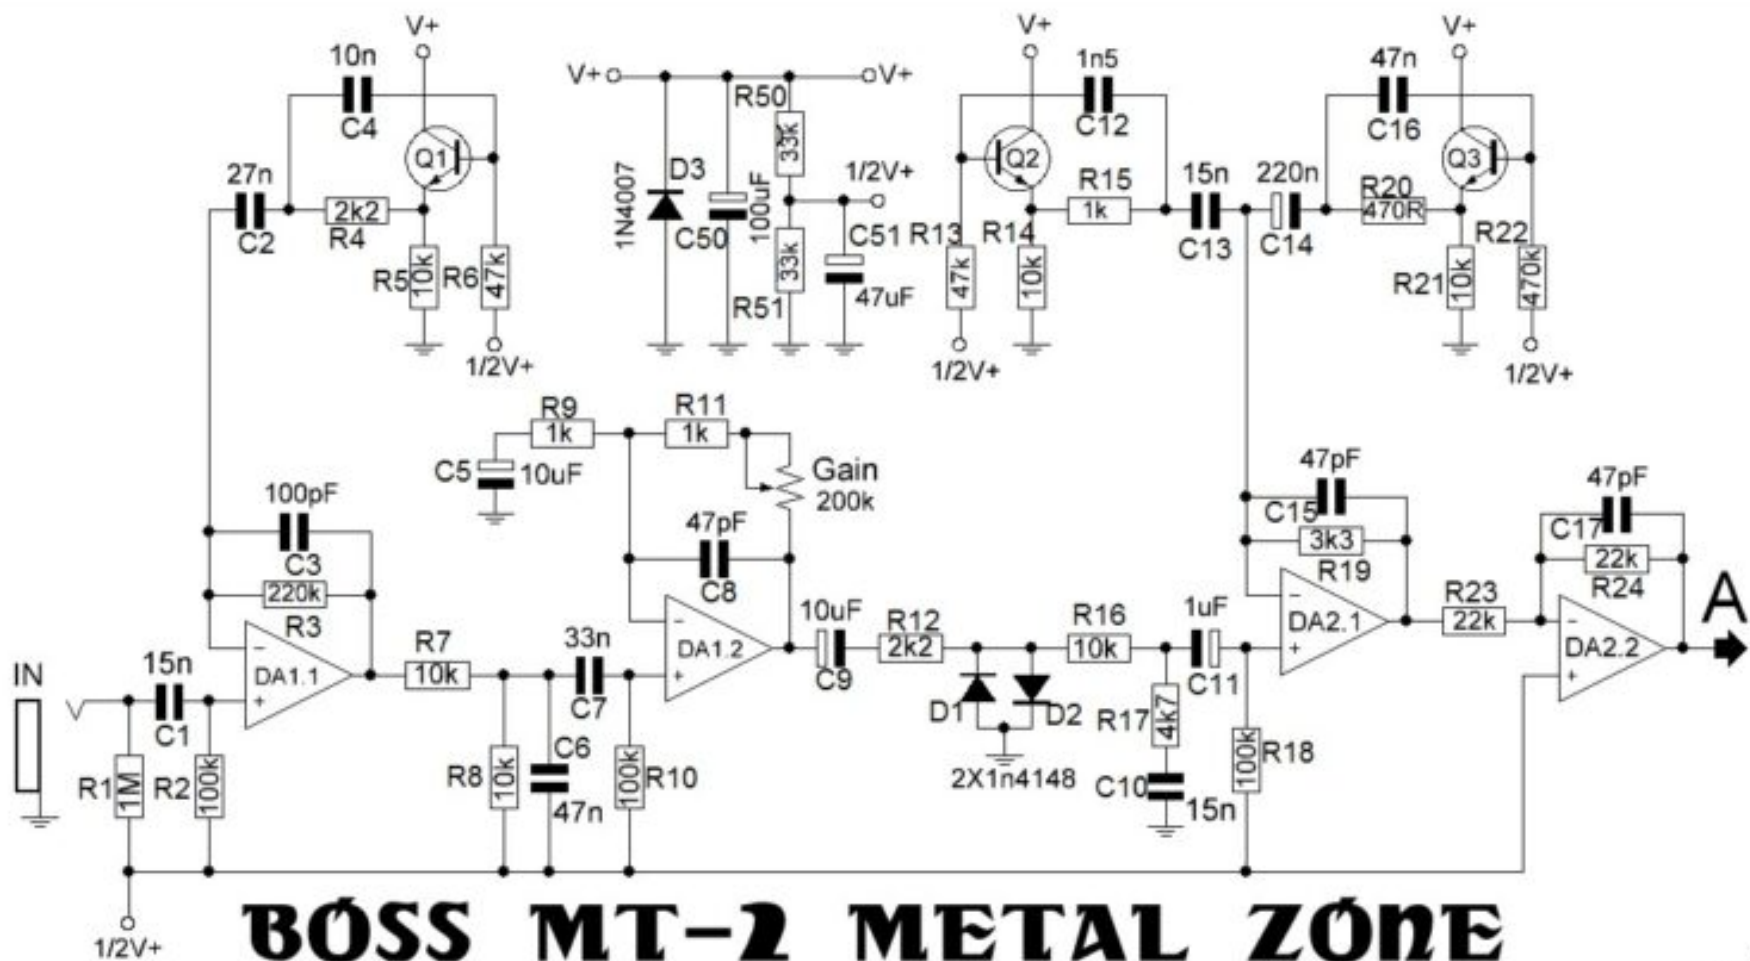 V+
10n
C4
Q1
27n
C2
2k2
R4
R5
10k
R6
47k
1/2V+
V+
V+
R50
33k
D3
1N4007
C50
100uF
1/2V+
C51
33k
R51
47uF
V+
1n5
C12
Q2
R15
1k
R13
47k
R14
10k
1/2V+
15n
C13
220n
C14
V+
47n
C16
Q3
R20
470R
R22
R21
10k
470k
1/2V+
R9
1k
R11
1k
C5
10uF
Gain
200k
100pF
C3
220k
R3
47pF
C8
47pF
C15
3k3
R19
47pF
C17
22k
R24
IN
15n
C1
DA1.1
R7
10k
33n
C7
DA1.2
10uF
C9
R12
2k2
R16
10k
1uF
C11
DA2.1
R23
22k
DA2.2
A
R1
1M
R2
100k
R8
10k
C6
47n
100k
R10
D1
D2
2X1n4148
R17
4k7
C10
15n
100k
R18
1/2V+
BOSS MT-2 METAL ZONE